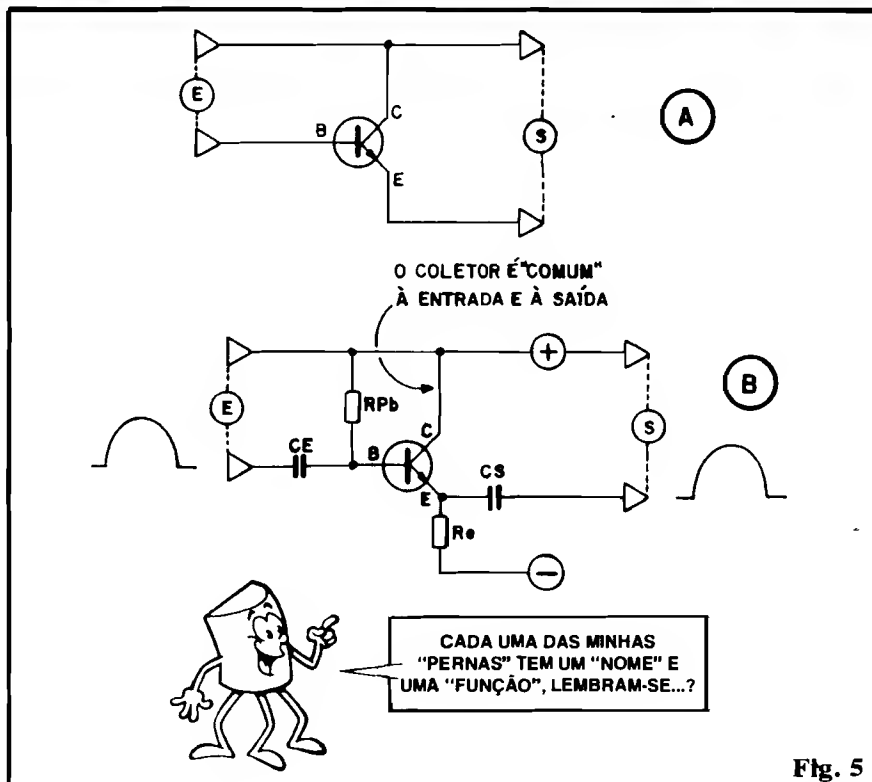 E
B
C
E
S
A
O COLETOR É "COMUM"
À ENTRADA E À SAÍDA
+
E
RPb
CE
B
C
E
CS
S
B
Re
−
CADA UMA DAS MINHAS
"PERNAS" TEM UM "NOME" E
UMA "FUNÇÃO", LEMBRAM-SE...?
Fig. 5